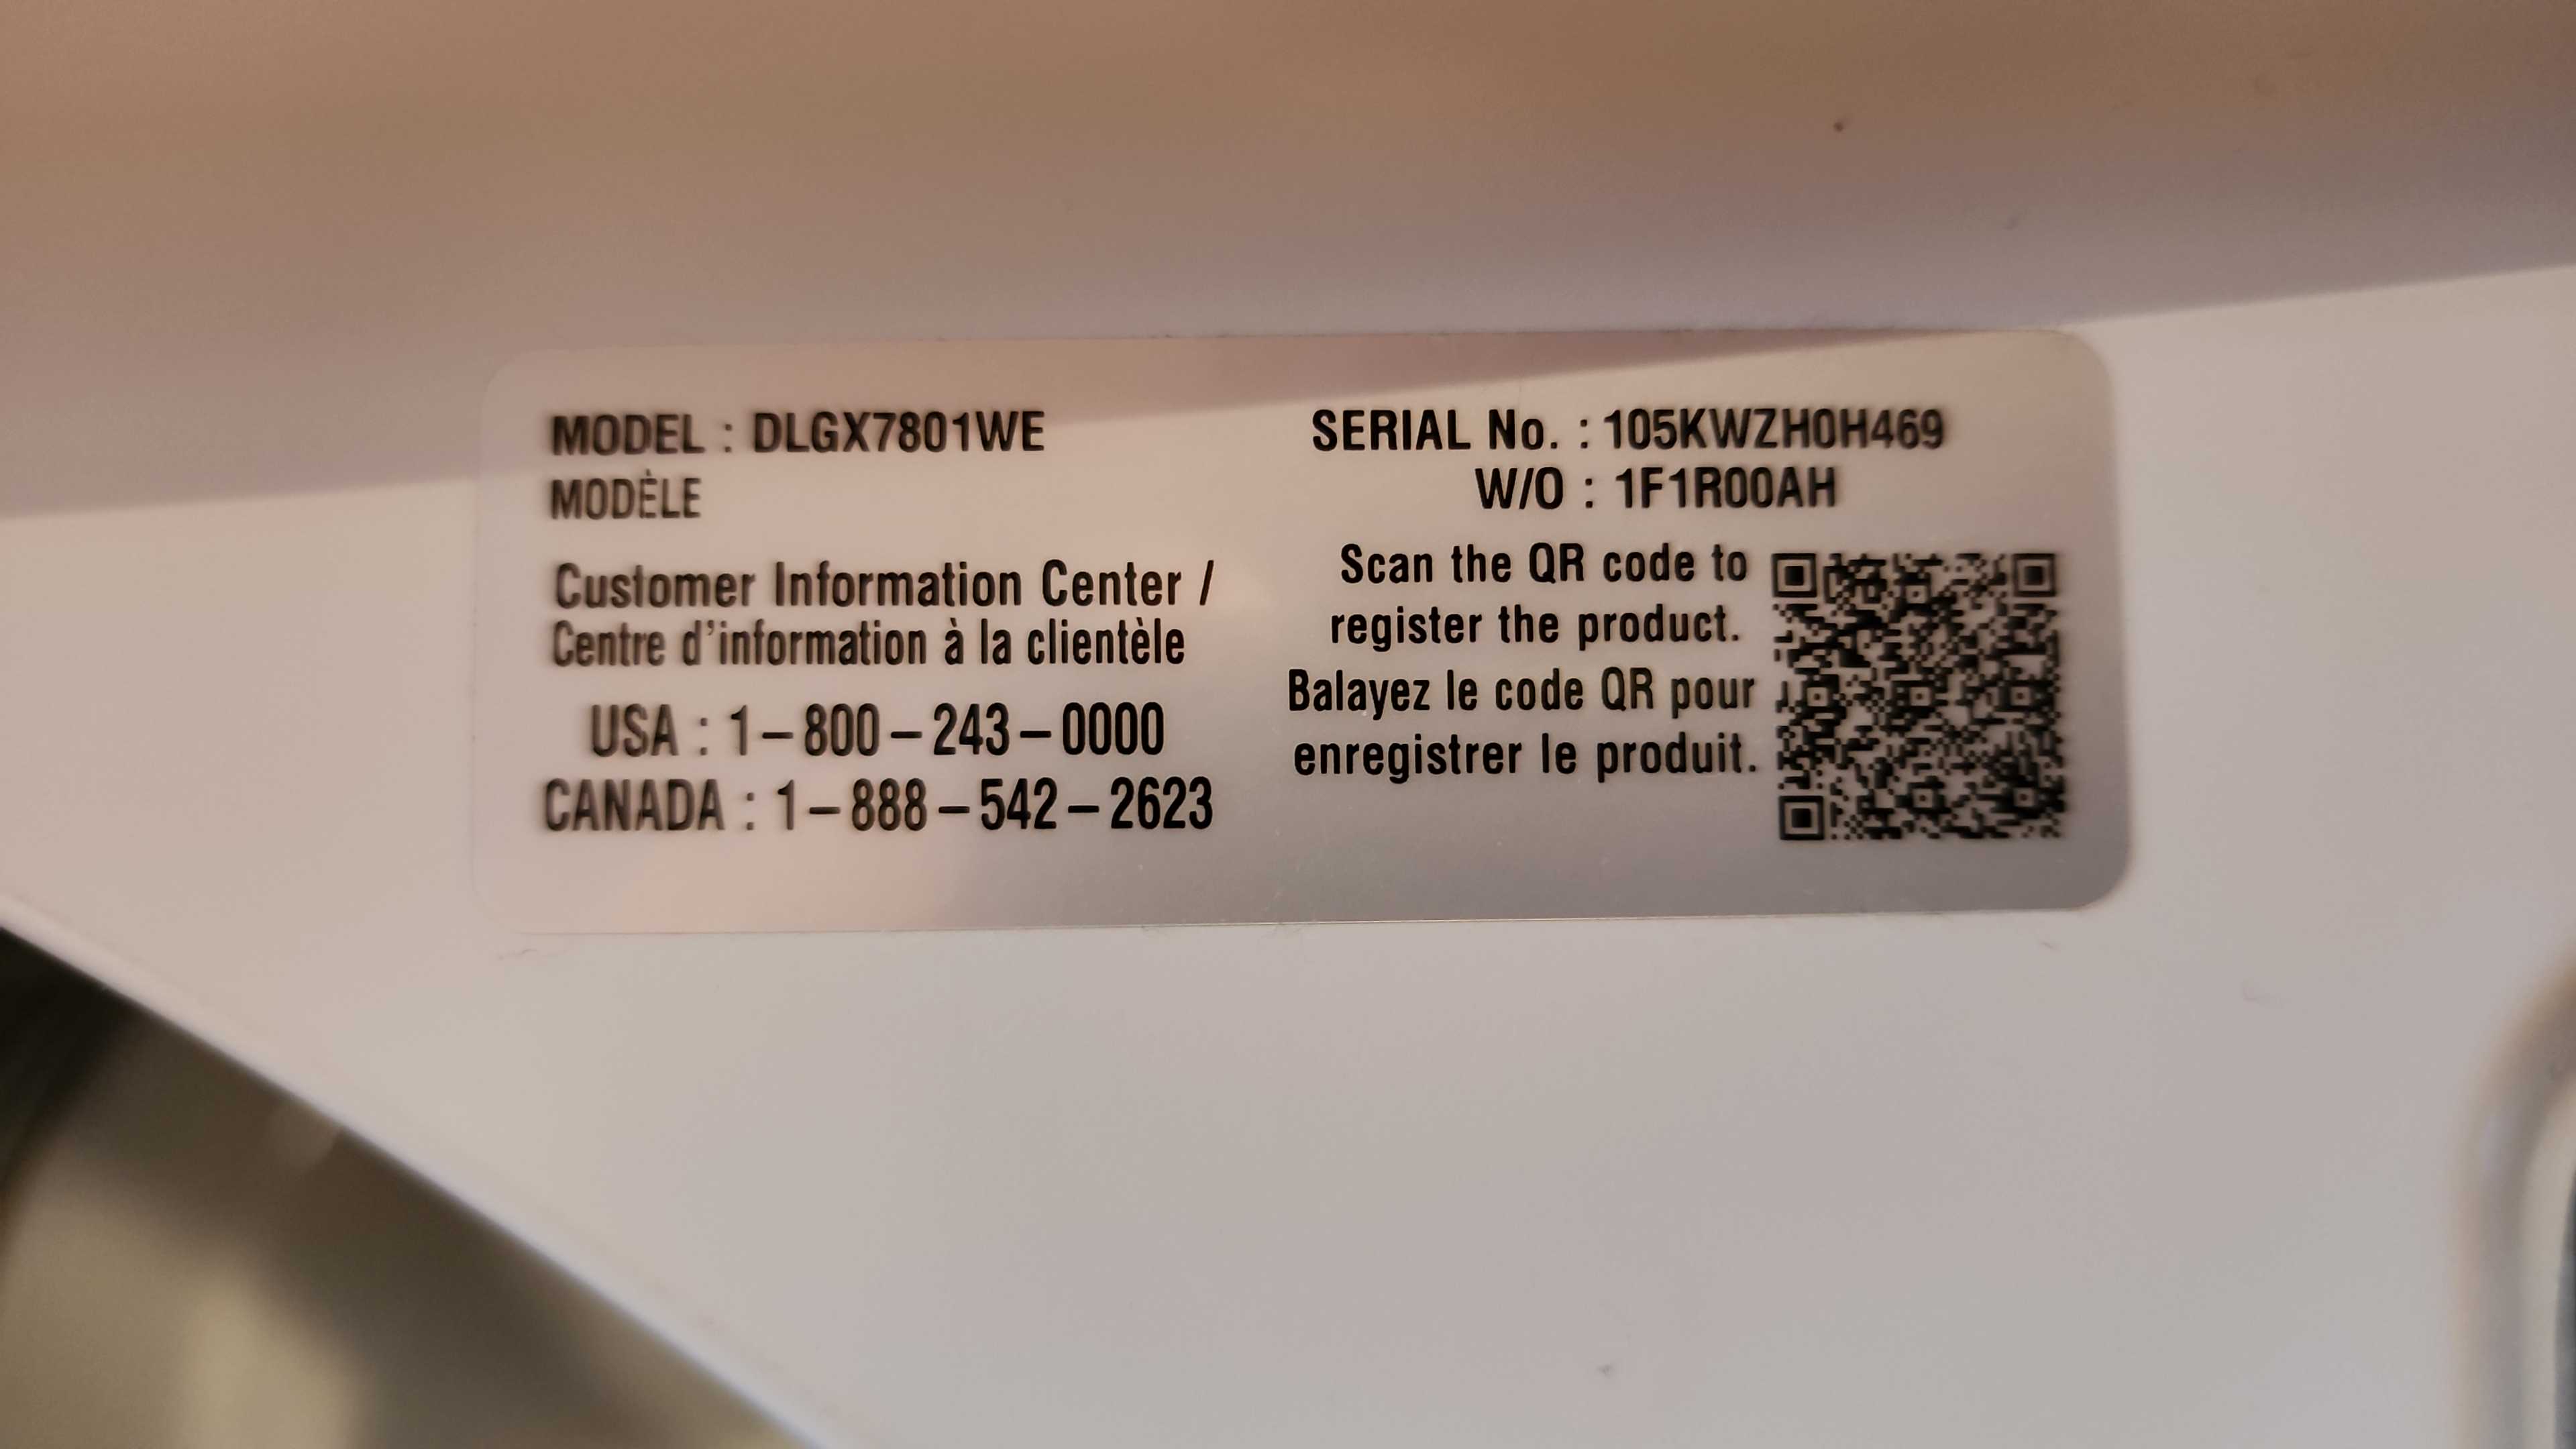 MODEL : DLGX7801WE
MODÈLE
Customer Information Center /
Centre d'information à la clientèle
USA : 1-800-243-0000
CANADA : 1-888-542-2623
SERIAL No. : 105KWZH0H469
W/O : 1F1R00AH
Scan the QR code to
register the product.
Balayez le code QR pour
enregistrer le produit.